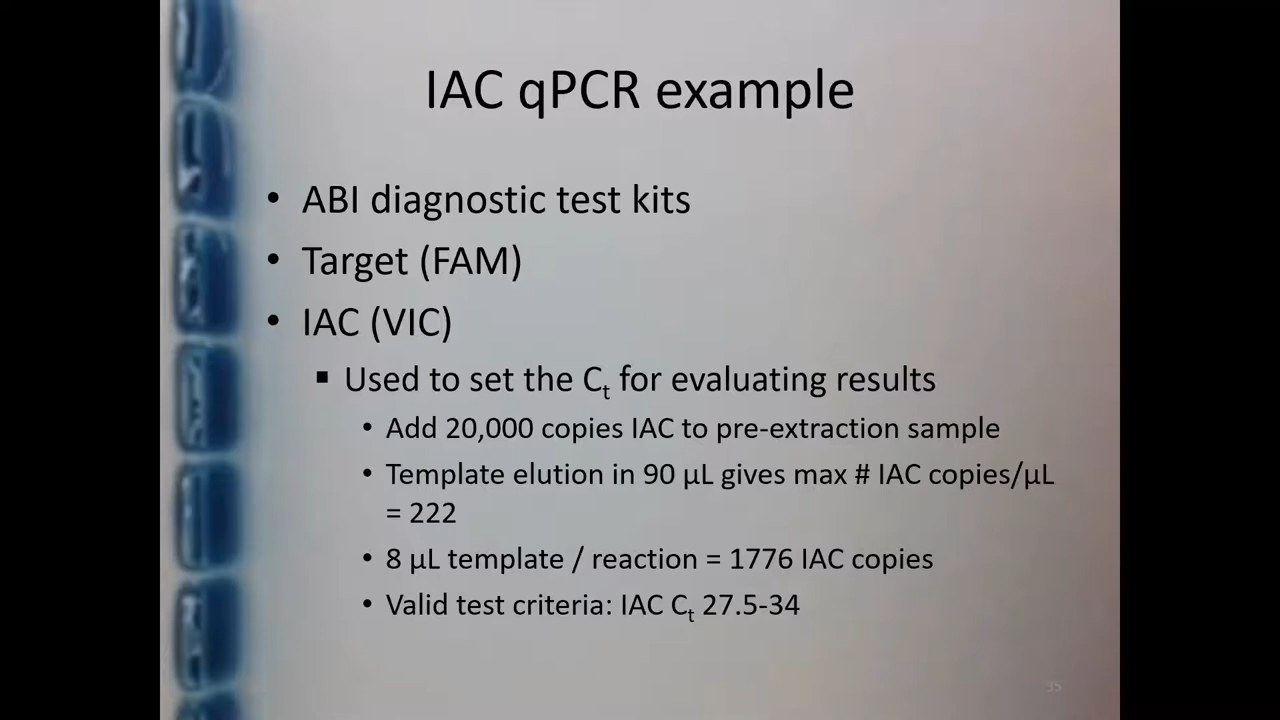 IAC qPCR example
• ABI diagnostic test kits
• Target (FAM)
• IAC (VIC)
▪ Used to set the Ct for evaluating results
• Add 20,000 copies IAC to pre-extraction sample
• Template elution in 90 µL gives max # IAC copies/µL
= 222
• 8 µL template / reaction = 1776 IAC copies
• Valid test criteria: IAC Ct 27.5-34
35